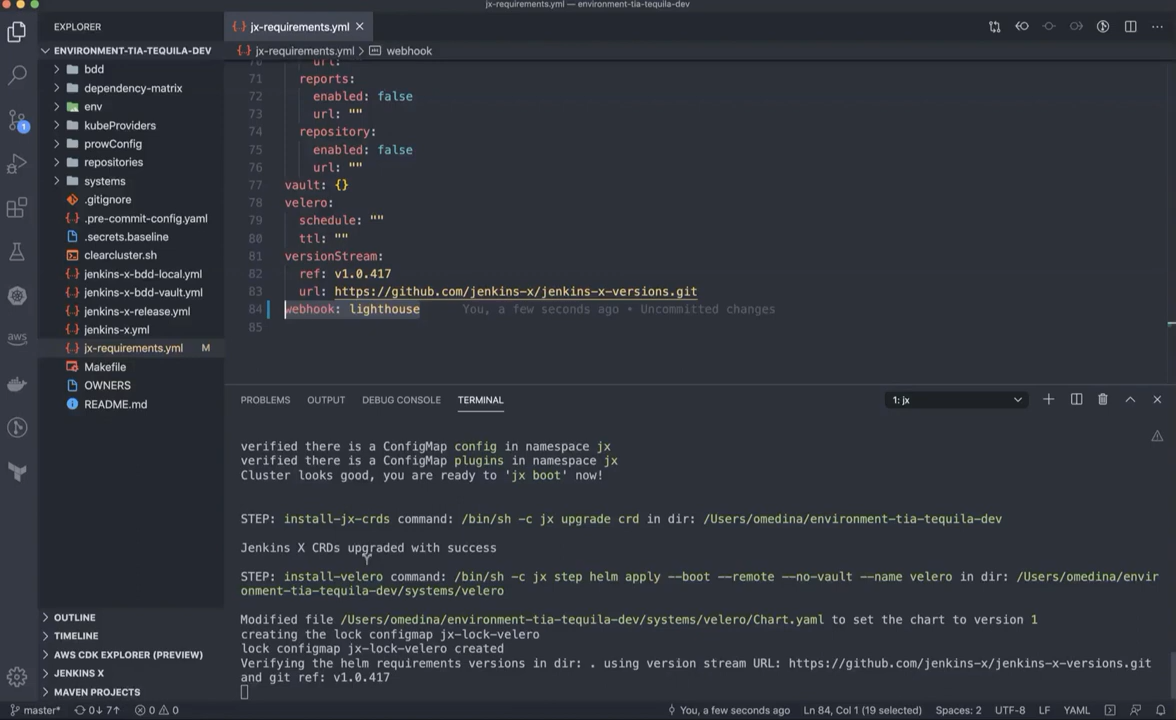 jx-requirements.yml — environment-tia-tequila-dev
EXPLORER
jx-requirements.yml
ENVIRONMENT-TIA-TEQUILA-DEV
jx-requirements.yml > webhook
bdd
dependency-matrix
env
kubeProviders
prowConfig
repositories
systems
.gitignore
.pre-commit-config.yaml
.secrets.baseline
clearcluster.sh
jenkins-x-bdd-local.yml
jenkins-x-bdd-vault.yml
jenkins-x-release.yml
jenkins-x.yml
jx-requirements.yml M
Makefile
OWNERS
README.md
OUTLINE
TIMELINE
AWS CDK EXPLORER (PREVIEW)
JENKINS X
MAVEN PROJECTS
1
aws
70 url: ""
71 reports:
72 enabled: false
73 url: ""
74 repository:
75 enabled: false
76 url: ""
77 vault: {}
78 velero:
79 schedule: ""
80 ttl: ""
81 versionStream:
82 ref: v1.0.417
83 url: https://github.com/jenkins-x/jenkins-x-versions.git
84 webhook: lighthouse You, a few seconds ago • Uncommitted changes
85
PROBLEMS OUTPUT DEBUG CONSOLE TERMINAL 1: jx
verified there is a ConfigMap config in namespace jx
verified there is a ConfigMap plugins in namespace jx
Cluster looks good, you are ready to 'jx boot' now!
STEP: install-jx-crds command: /bin/sh -c jx upgrade crd in dir: /Users/omedina/environment-tia-tequila-dev
Jenkins X CRDs upgraded with success
STEP: install-velero command: /bin/sh -c jx step helm apply --boot --remote --no-vault --name velero in dir: /Users/omedina/envir
onment-tia-tequila-dev/systems/velero
Modified file /Users/omedina/environment-tia-tequila-dev/systems/velero/Chart.yaml to set the chart to version 1
creating the lock configmap jx-lock-velero
lock configmap jx-lock-velero created
Verifying the helm requirements versions in dir: . using version stream URL: https://github.com/jenkins-x/jenkins-x-versions.git
and git ref: v1.0.417
master* 0↓ 7↑ 0 0 You, a few seconds ago Ln 84, Col 1 (19 selected) Spaces: 2 UTF-8 LF YAML